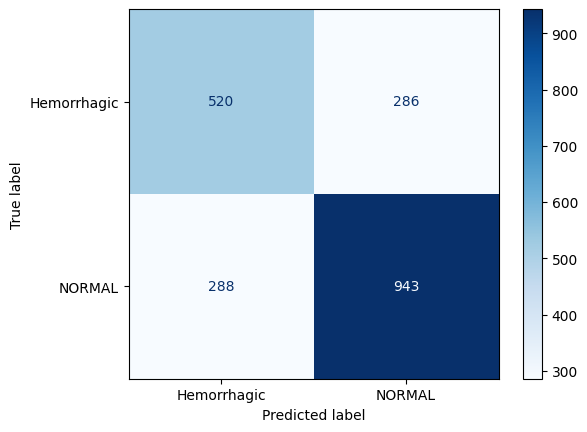 Hemorrhagic
NORMAL
True label
520
286
288
943
Hemorrhagic
NORMAL
Predicted label
900
800
700
600
500
400
300